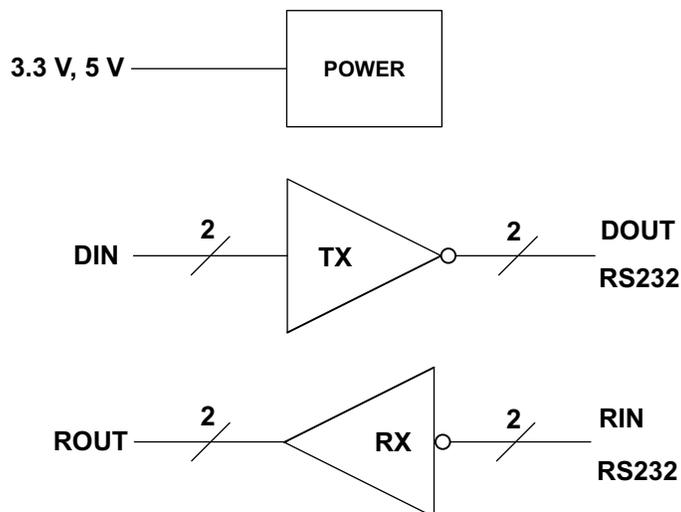 3.3 V, 5 V
POWER
2
2
DOUT
DIN
TX
RS232
2
2
RIN
ROUT
RX
RS232